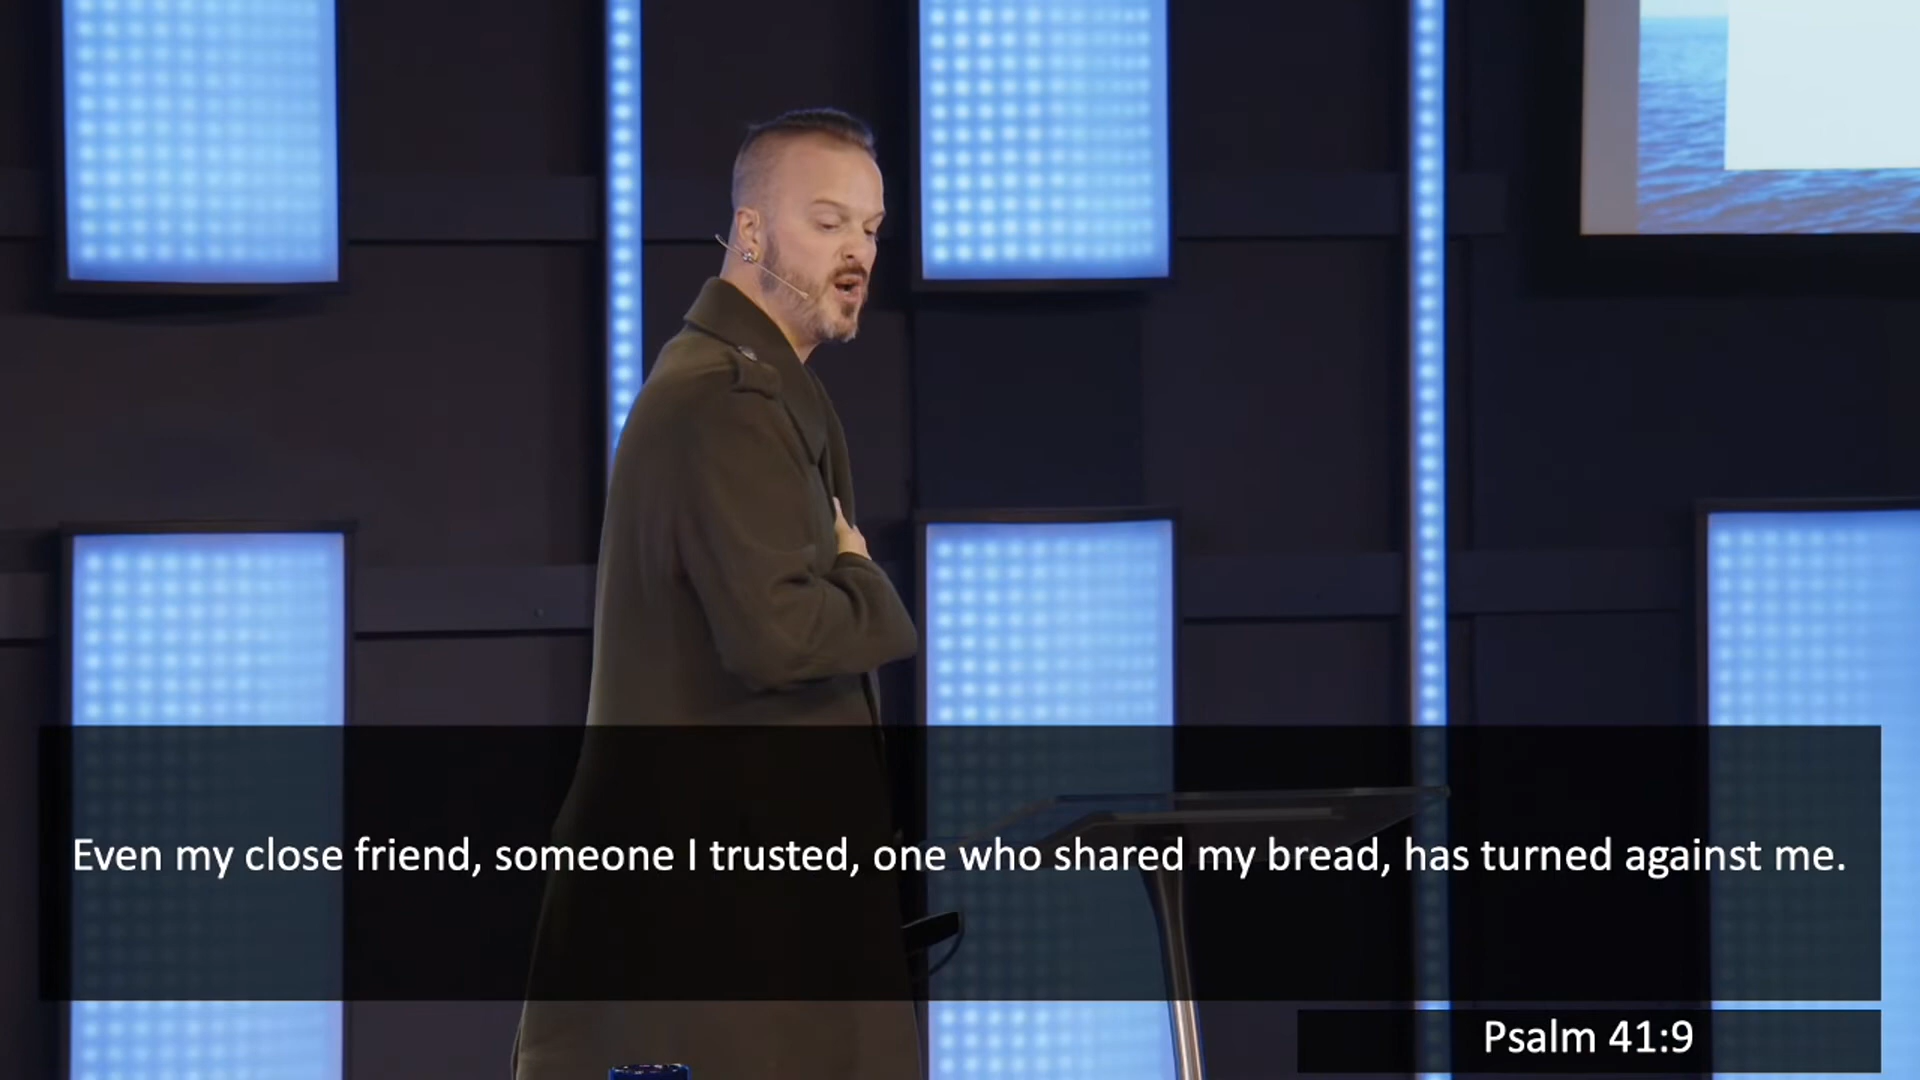 Even my close friend, someone I trusted, one who shared my bread, has turned against me.
Psalm 41:9